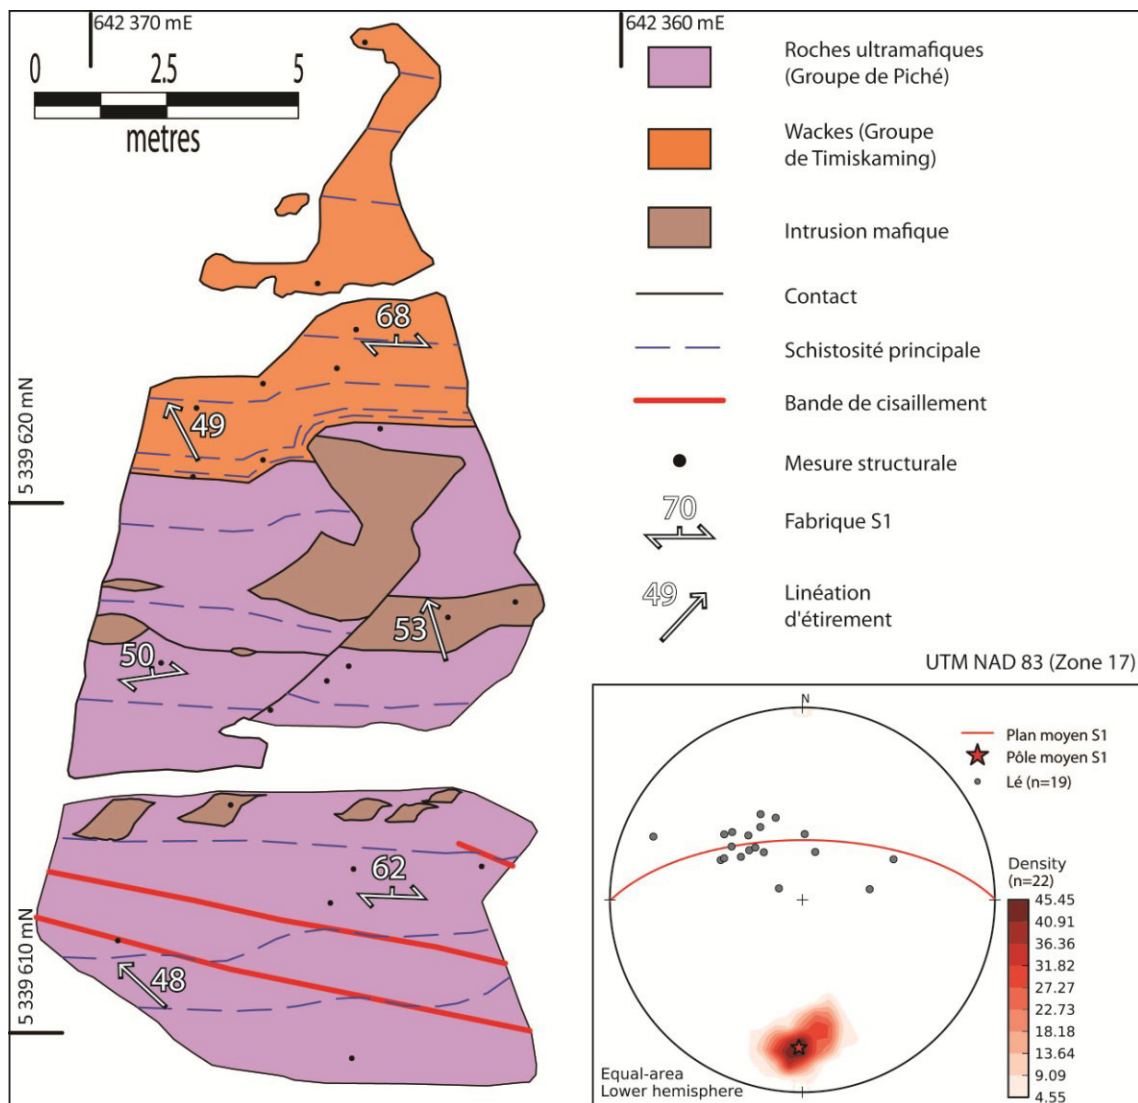 642 370 mE
642 360 mE
0 2.5 5
metres
Roches ultramafiques
(Groupe de Piché)
Wackes (Groupe
de Timiskaming)
Intrusion mafique
Contact
Schistosité principale
Bande de cisaillement
Mesure structurale
70
Fabrique S1
49
Linéation
d'étirement
UTM NAD 83 (Zone 17)
68
49
5 339 620 mN
53
50
62
48
5 339 610 mN
N
Plan moyen S1
Pôle moyen S1
Lé (n=19)
Density
(n=22)
45.45
40.91
36.36
31.82
27.27
22.73
18.18
13.64
9.09
4.55
Equal-area
Lower hemisphere